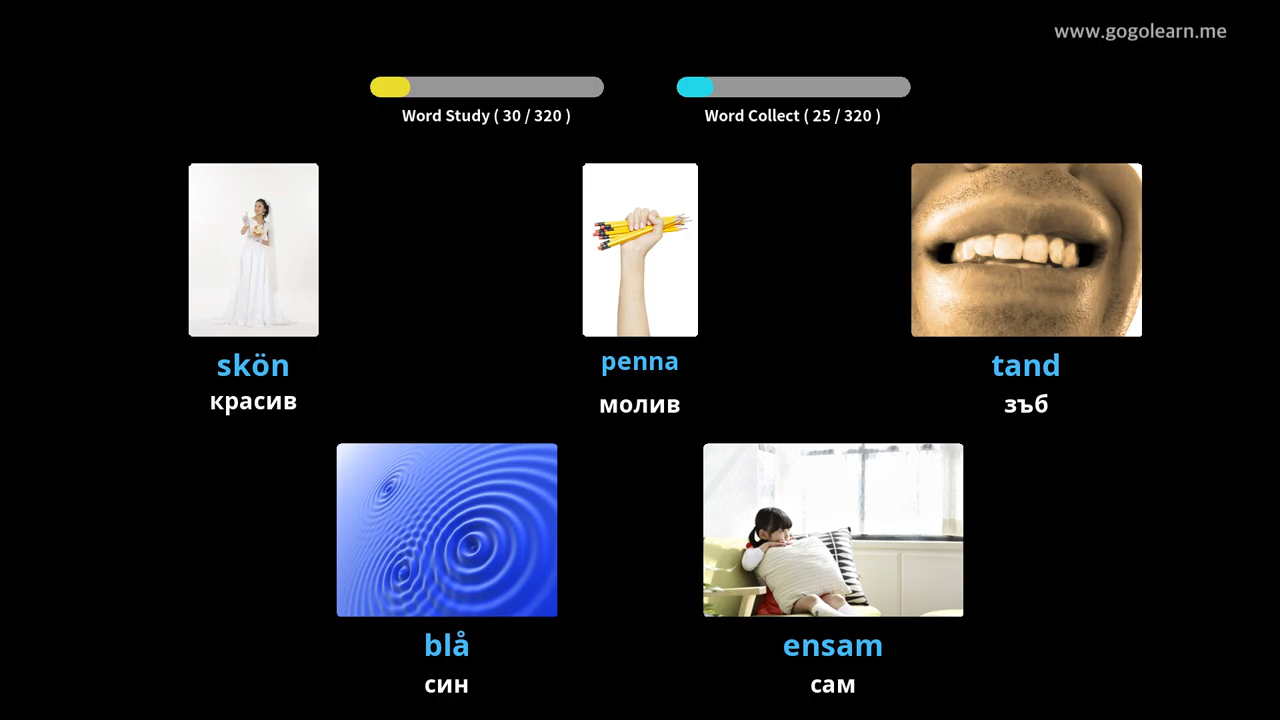 www.gogolearn.me
Word Study ( 30 / 320 )
Word Collect ( 25 / 320 )
skön
красив
penna
молив
tand
зъб
blå
син
ensam
сам